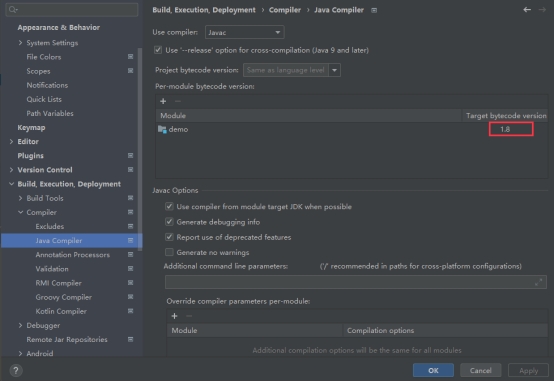 Appearance & Behavior
System Settings
File Colors
Scopes
Notifications
Quick Lists
Path Variables
Keymap
Editor
Plugins
Version Control
Build, Execution, Deployment
Build Tools
Compiler
Excludes
Java Compiler
Annotation Processors
Validation
RMI Compiler
Groovy Compiler
Kotlin Compiler
Debugger
Remote Jar Repositories
Android
?
Build, Execution, Deployment › Compiler › Java Compiler
Use compiler: Javac
Use '--release' option for cross-compilation (Java 9 and later)
Project bytecode version: Same as language level
Per-module bytecode version:
+ −
Module Target bytecode version
demo 1.8
Javac Options
Use compiler from module target JDK when possible
Generate debugging info
Report use of deprecated features
Generate no warnings
Additional command line parameters: ('/' recommended in paths for cross-platform configurations)
Override compiler parameters per-module:
+ −
Module Compilation options
Additional compilation options will be the same for all modules
OK Cancel Apply